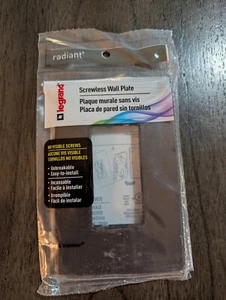 radiant®
legrand®
Screwless Wall Plate
Plaque murale sans vis
Placa de pared sin tornillos
NO VISIBLE SCREWS
AUCUNE VIS VISIBLE
TORNILLOS NO VISIBLES
• Unbreakable
• Easy-to-install
• Incassable
• Facile à installer
• Irrompible
• Fácil de instalar